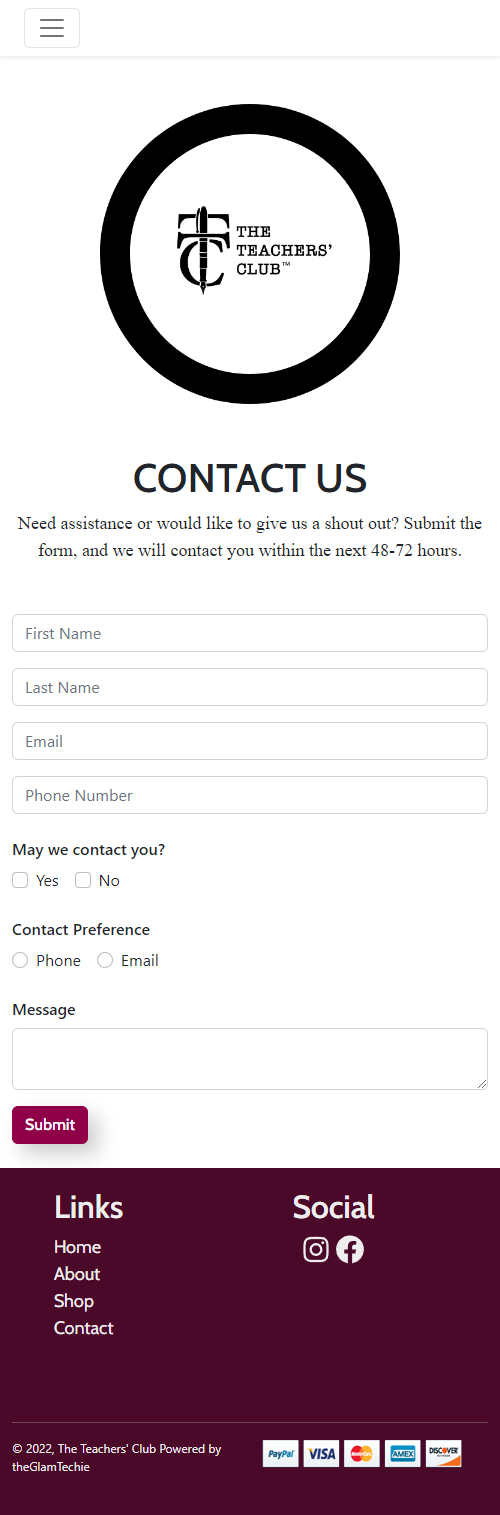 THE
TEACHERS'
CLUB™
CONTACT US
Need assistance or would like to give us a shout out? Submit the
form, and we will contact you within the next 48-72 hours.
First Name
Last Name
Email
Phone Number
May we contact you?
Yes No
Contact Preference
Phone Email
Message
Submit
Links
Home
About
Shop
Contact
Social
© 2022, The Teachers' Club Powered by
theGlamTechie
PayPal VISA MasterCard AMEX DISCOVER